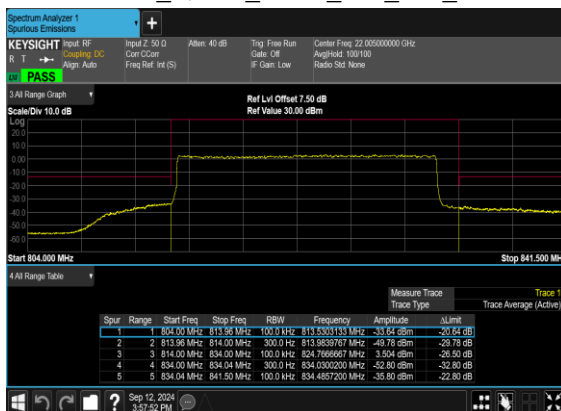 Spectrum Analyzer 1
Spurious Emissions
KEYSIGHT Input: RF Input Z: 50 Ω Atten: 40 dB Trig: Free Run Center Freq: 22.005000000 GHz
R T Coupling: DC Corr CCorr Gate: Off Avg|Hold: 100/100
Align: Auto Freq Ref: Int (S) IF Gain: Low Radio Std: None
PASS
3 All Range Graph
Ref Lvl Offset 7.50 dB
Scale/Div 10.0 dB Ref Value 30.00 dBm
Log
20.0
10.0
0.00
-10.0
-20.0
-30.0
-40.0
-50.0
-60.0
Start 804.000 MHz Stop 841.500 MH
4 All Range Table
Measure Trace Trace 1
Trace Type Trace Average (Active)
Spur Range Start Freq Stop Freq RBW Frequency Amplitude ΔLimit
1 1 804.00 MHz 813.96 MHz 100.0 kHz 813.5303133 MHz -33.64 dBm -20.64 dB
2 2 813.96 MHz 814.00 MHz 300.0 Hz 813.9839767 MHz -49.78 dBm -29.78 dB
3 3 814.00 MHz 834.00 MHz 100.0 kHz 824.7666667 MHz 3.504 dBm -26.50 dB
4 4 834.00 MHz 834.04 MHz 300.0 Hz 834.0300200 MHz -52.80 dBm -32.80 dB
5 5 834.04 MHz 841.50 MHz 100.0 kHz 834.4857200 MHz -35.80 dBm -22.80 dB
Sep 12, 2024
3:57:52 PM